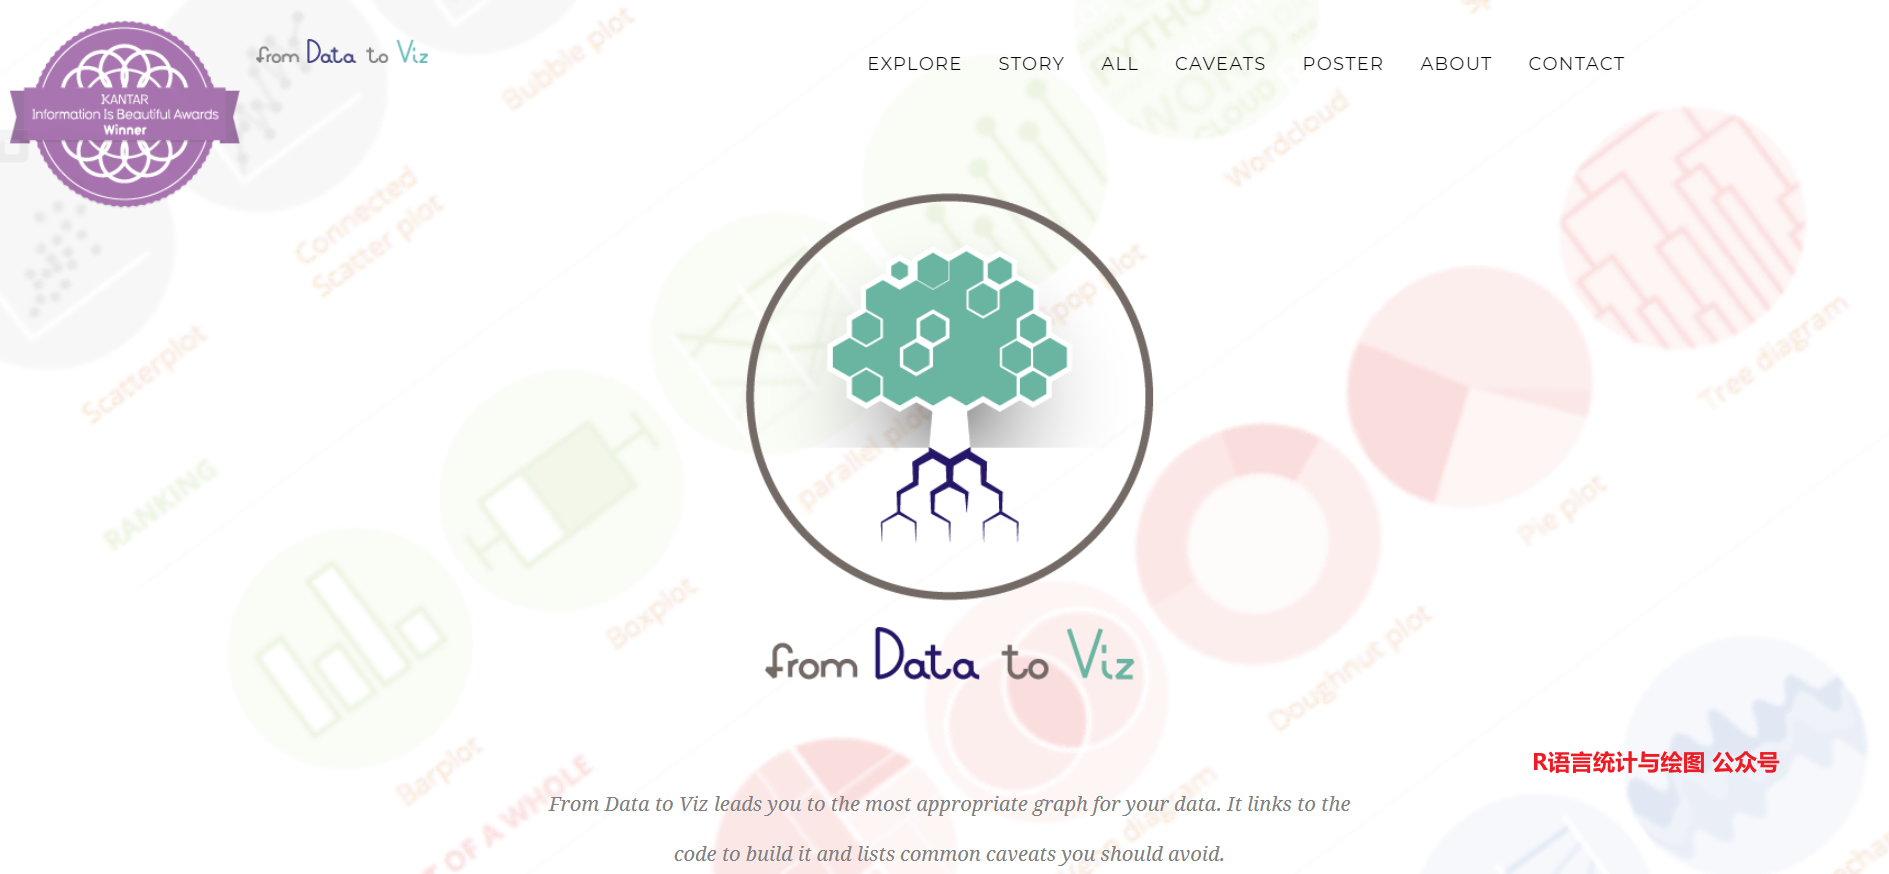 KANTAR
Information Is Beautiful Awards
Winner
from Data to Viz
EXPLORE STORY ALL CAVEATS POSTER ABOUT CONTACT
Bubble plot
PYTHON
WORD
CLOUD
Wordcloud
Connected
Scatter plot
Scatterplot
Tree diagram
parallel plot
RANKING
Pie plot
Boxplot
Doughnut plot
from Data to Viz
Barplot
OF A WHOLE
diagram
R语言统计与绘图 公众号
From Data to Viz leads you to the most appropriate graph for your data. It links to the
code to build it and lists common caveats you should avoid.